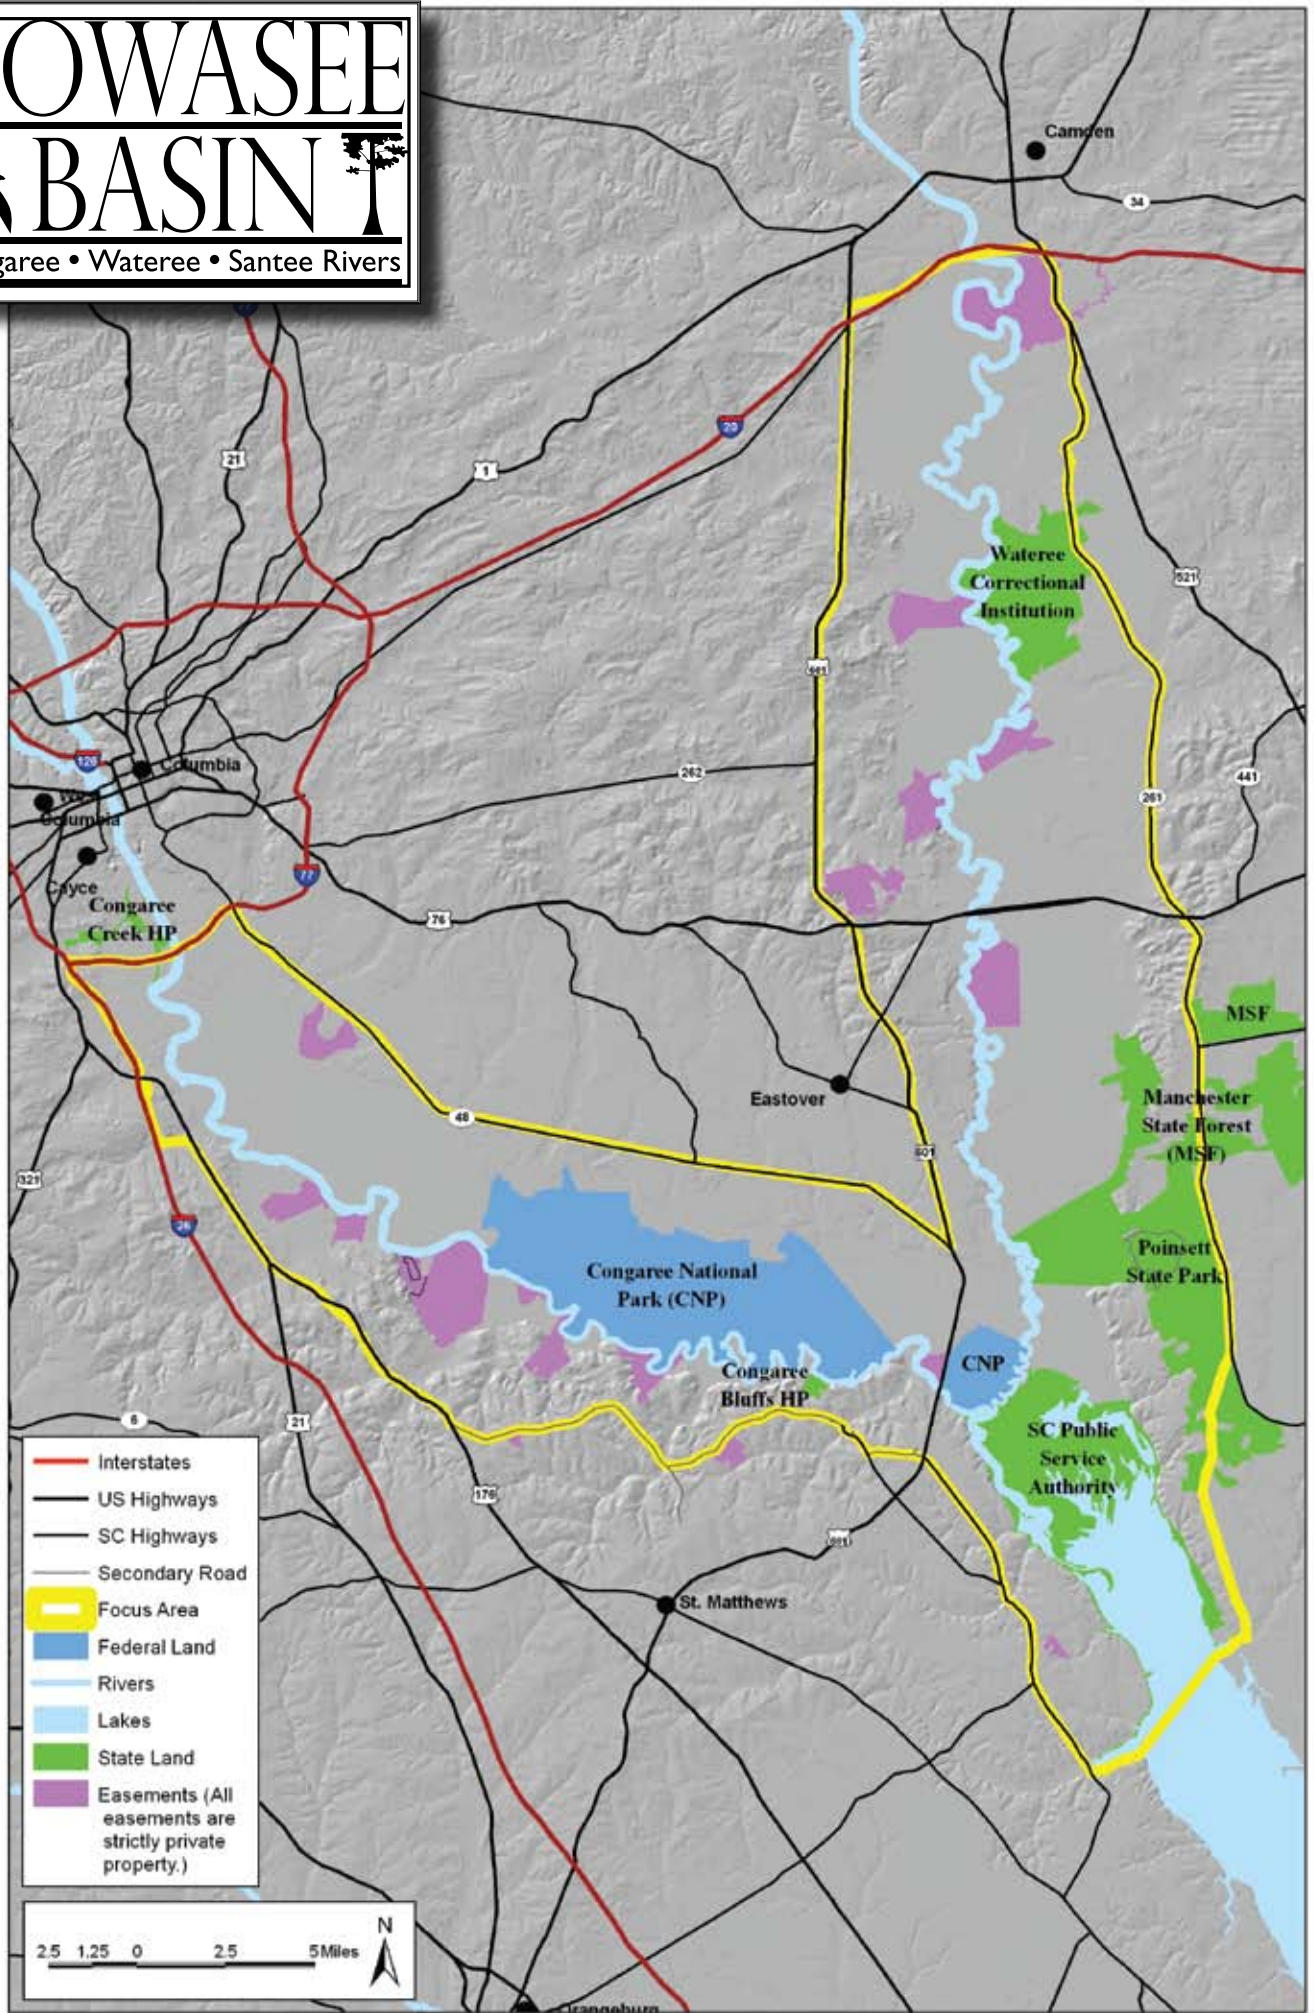 OWASEE
BASIN
garee • Wateree • Santee Rivers
Camden
34
20
21
1
Wateree
Correctional
Institution
521
601
126
Columbia
262
West
Columbia
441
261
Cayce
77
Congaree
Creek HP
76
MSF
Eastover
Manchester
State Forest
(MSF)
48
601
321
26
Poinsett
State Park
Congaree National
Park (CNP)
CNP
Congaree
Bluffs HP
6
21
SC Public
Service
Authority
176
601
St. Matthews
Interstates
US Highways
SC Highways
Secondary Road
Focus Area
Federal Land
Rivers
Lakes
State Land
Easements (All
easements are
strictly private
property.)
N
2.5 1.25 0 2.5 5 Miles
Orangeburg